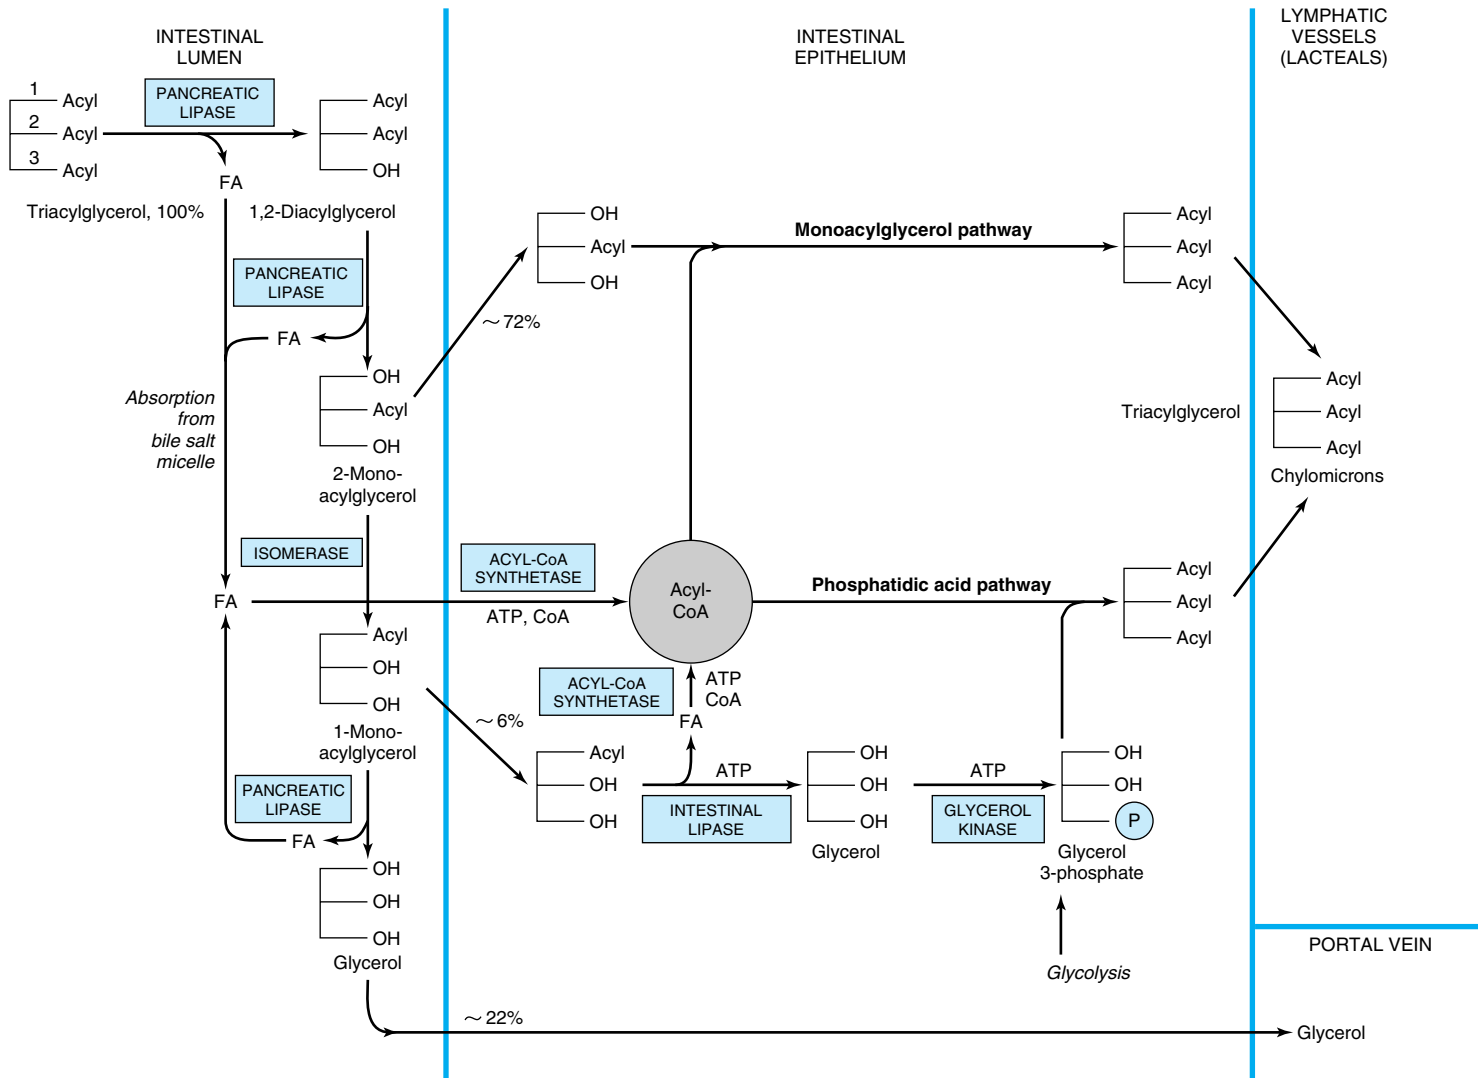 INTESTINAL
LUMEN
INTESTINAL
EPITHELIUM
LYMPHATIC
VESSELS
(LACTEALS)
1
Acyl
2
Acyl
3
Acyl
Triacylglycerol, 100%
PANCREATIC
LIPASE
FA
Acyl
Acyl
OH
1,2-Diacylglycerol
PANCREATIC
LIPASE
FA
Absorption
from
bile salt
micelle
OH
Acyl
OH
2-Mono-
acylglycerol
~72%
OH
Acyl
OH
Monoacylglycerol pathway
Acyl
Acyl
Acyl
Triacylglycerol
Acyl
Acyl
Acyl
Chylomicrons
ISOMERASE
FA
ACYL-CoA
SYNTHETASE
ATP, CoA
Acyl-
CoA
Phosphatidic acid pathway
Acyl
Acyl
Acyl
Acyl
OH
OH
1-Mono-
acylglycerol
~6%
ACYL-CoA
SYNTHETASE
ATP
CoA
FA
Acyl
OH
OH
ATP
INTESTINAL
LIPASE
OH
OH
OH
Glycerol
ATP
GLYCEROL
KINASE
OH
OH
P
Glycerol
3-phosphate
Glycolysis
PANCREATIC
LIPASE
FA
OH
OH
OH
Glycerol
~22%
PORTAL VEIN
Glycerol